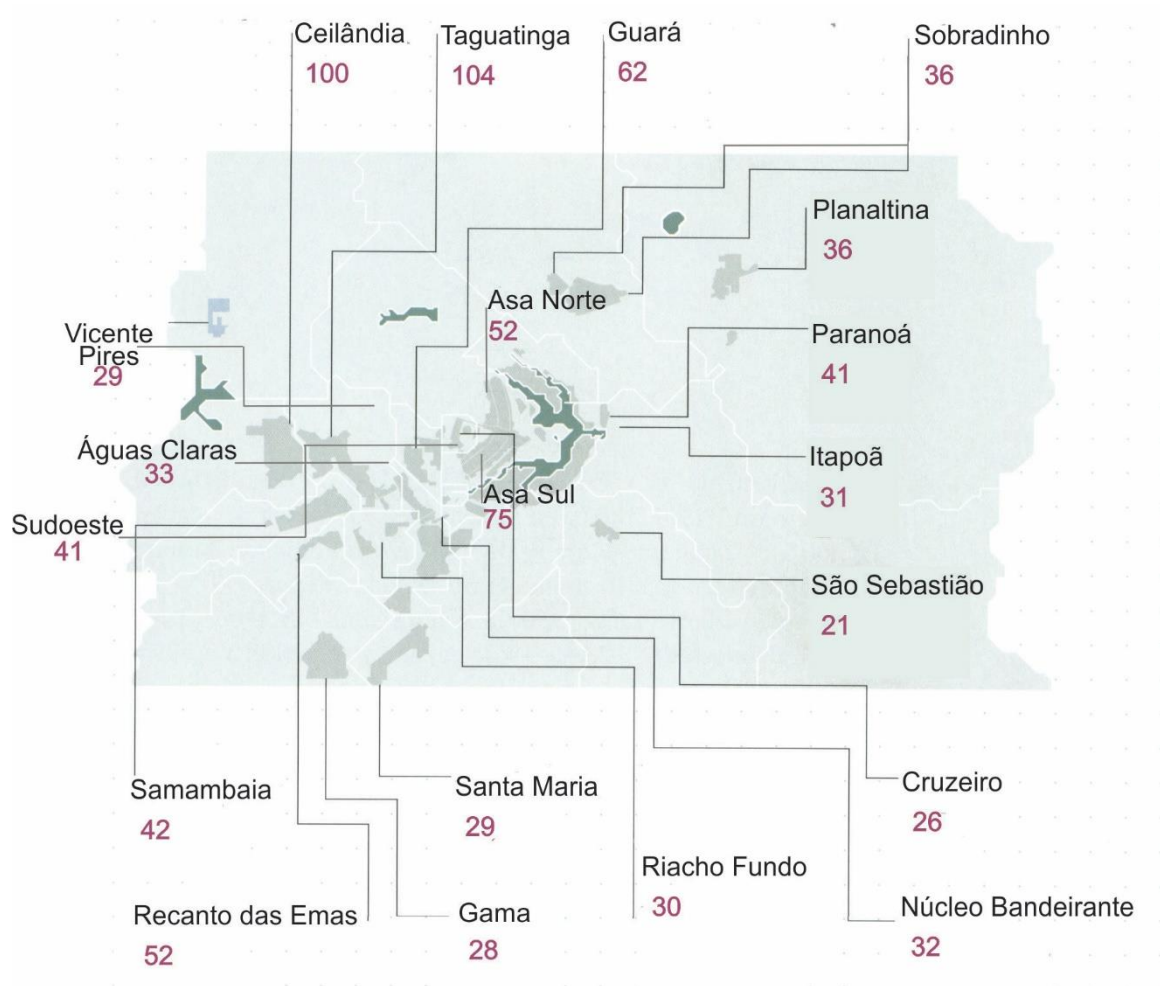 Ceilândia
100
Taguatinga
104
Guará
62
Sobradinho
36
Planaltina
36
Asa Norte
52
Vicente
Pires
29
Paranoá
41
Águas Claras
33
Itapoã
31
Asa Sul
75
Sudoeste
41
São Sebastião
21
Samambaia
42
Santa Maria
29
Cruzeiro
26
Riacho Fundo
30
Recanto das Emas
52
Gama
28
Núcleo Bandeirante
32